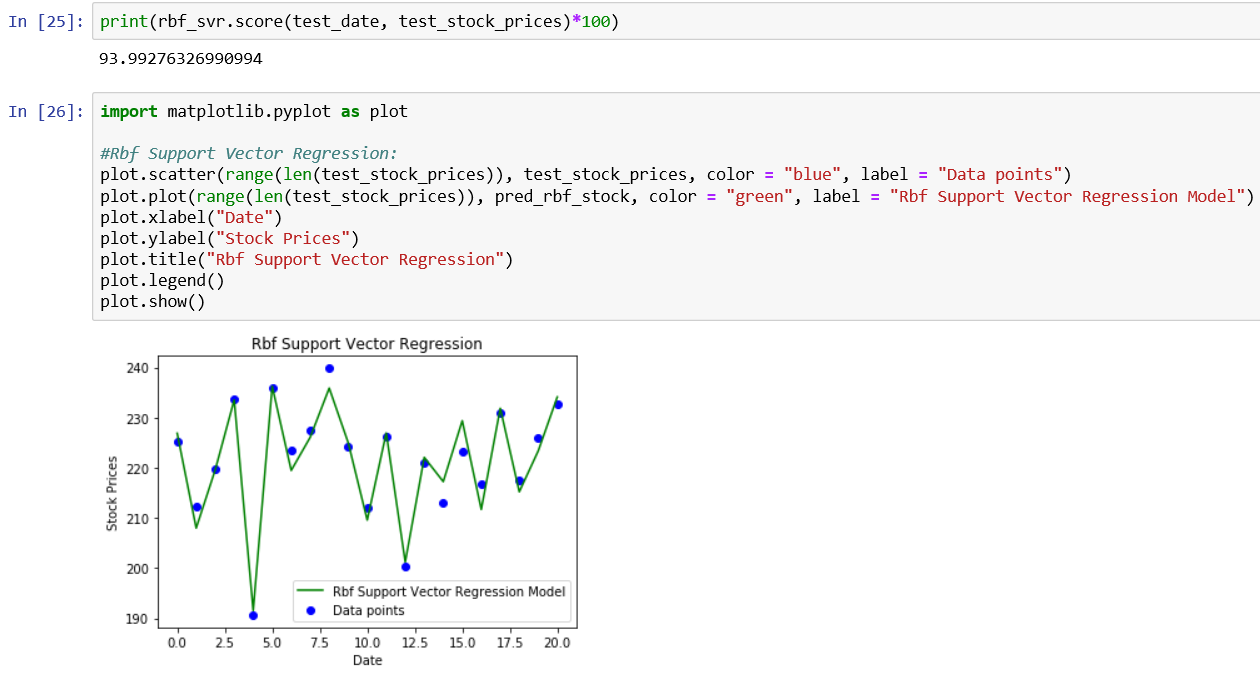 In [25]: print(rbf_svr.score(test_date, test_stock_prices)*100)
93.99276326990994
In [26]: import matplotlib.pyplot as plot
#Rbf Support Vector Regression:
plot.scatter(range(len(test_stock_prices)), test_stock_prices, color = "blue", label = "Data points")
plot.plot(range(len(test_stock_prices)), pred_rbf_stock, color = "green", label = "Rbf Support Vector Regression Model")
plot.xlabel("Date")
plot.ylabel("Stock Prices")
plot.title("Rbf Support Vector Regression")
plot.legend()
plot.show()
Rbf Support Vector Regression
240
230
220
210
200
190
Stock Prices
Rbf Support Vector Regression Model
Data points
0.0 2.5 5.0 7.5 10.0 12.5 15.0 17.5 20.0
Date